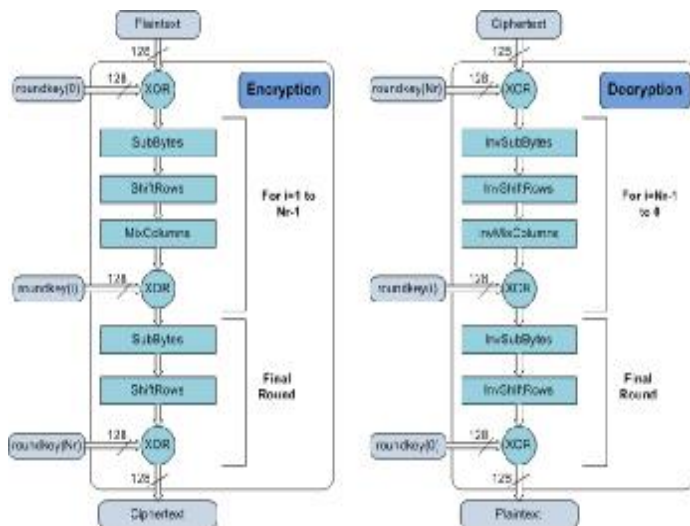 Plaintext
128
roundkey(0)
128
XOR
Encryption
SubBytes
ShiftRows
For i=1 to
Nr-1
MixColumns
roundkey(i)
128
XOR
SubBytes
ShiftRows
Final
Round
roundkey(Nr)
128
XOR
128
Ciphertext
Ciphertext
128
roundkey(Nr)
128
XOR
Decryption
InvSubBytes
InvShiftRows
For i=Nr-1
to 0
InvMixColumns
roundkey(i)
128
XOR
InvSubBytes
InvShiftRows
Final
Round
roundkey(0)
128
XOR
128
Plaintext